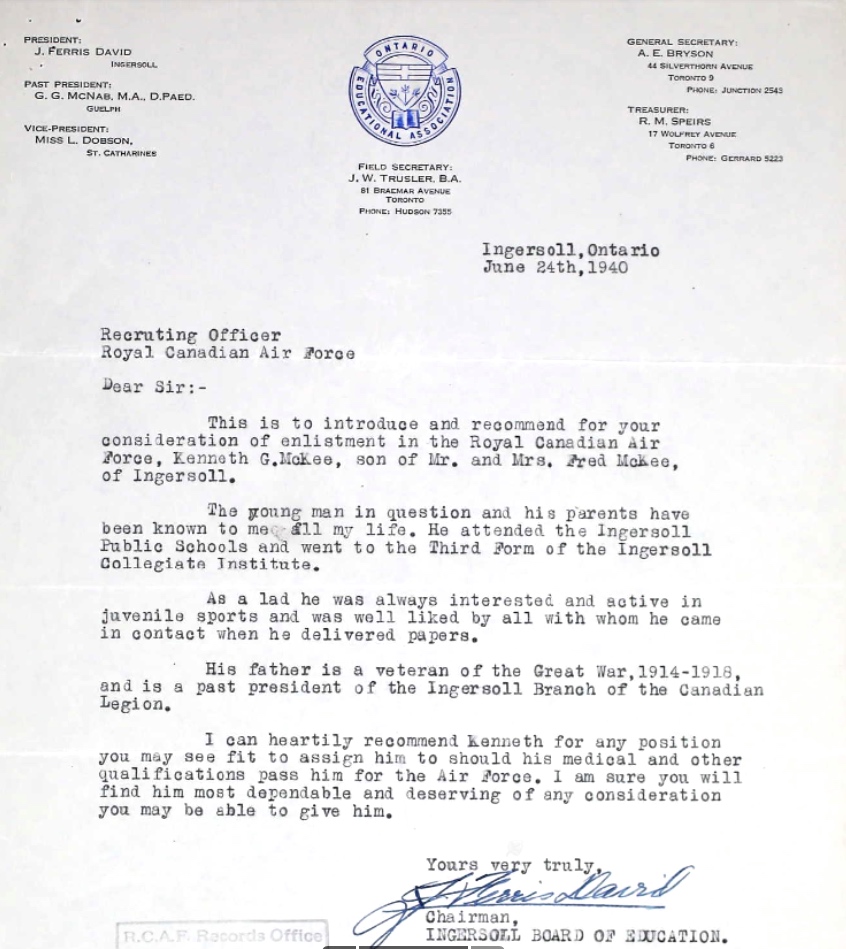 PRESIDENT:
J. FERRIS DAVID
INGERSOLL
PAST PRESIDENT:
G. G. MCNAB, M.A., D.PAED.
GUELPH
VICE-PRESIDENT:
MISS L. DOBSON,
ST. CATHARINES
ONTARIO
EDUCATIONAL ASSOCIATION
FIELD SECRETARY:
J. W. TRUSLER, B.A.
81 BRAEMAR AVENUE
TORONTO
PHONE: HUDSON 7355
GENERAL SECRETARY:
A. E. BRYSON
44 SILVERTHORN AVENUE
TORONTO 9
PHONE: JUNCTION 2543
TREASURER:
R. M. SPEIRS
17 WOLFREY AVENUE
TORONTO 6
PHONE: GERRARD 5223
Ingersoll,Ontario
June 24th,1940
Recruting Officer
Royal Canadian Air Force
Dear Sir:-
This is to introduce and recommend for your
consideration of enlistment in the Royal Canadian Air
Force, Kenneth G.McKee, son of Mr. and Mrs. Fred McKee,
of Ingersoll.
The young man in question and his parents have
been known to me all my life. He attended the Ingersoll
Public Schools and went to the Third Form of the Ingersoll
Collegiate Institute.
As a lad he was always interested and active in
juvenile sports and was well liked by all with whom he came
in contact when he delivered papers.
His father is a veteran of the Great War,1914-1918,
and is a past president of the Ingersoll Branch of the Canadian
Legion.
I can heartily recommend Kenneth for any position
you may see fit to assign him to should his medical and other
qualifications pass him for the Air Force. I am sure you will
find him most dependable and deserving of any consideration
you may be able to give him.
Yours very truly,
J. Ferris David
Chairman,
INGERSOLL BOARD OF EDUCATION.
R.C.A.F. Records Office